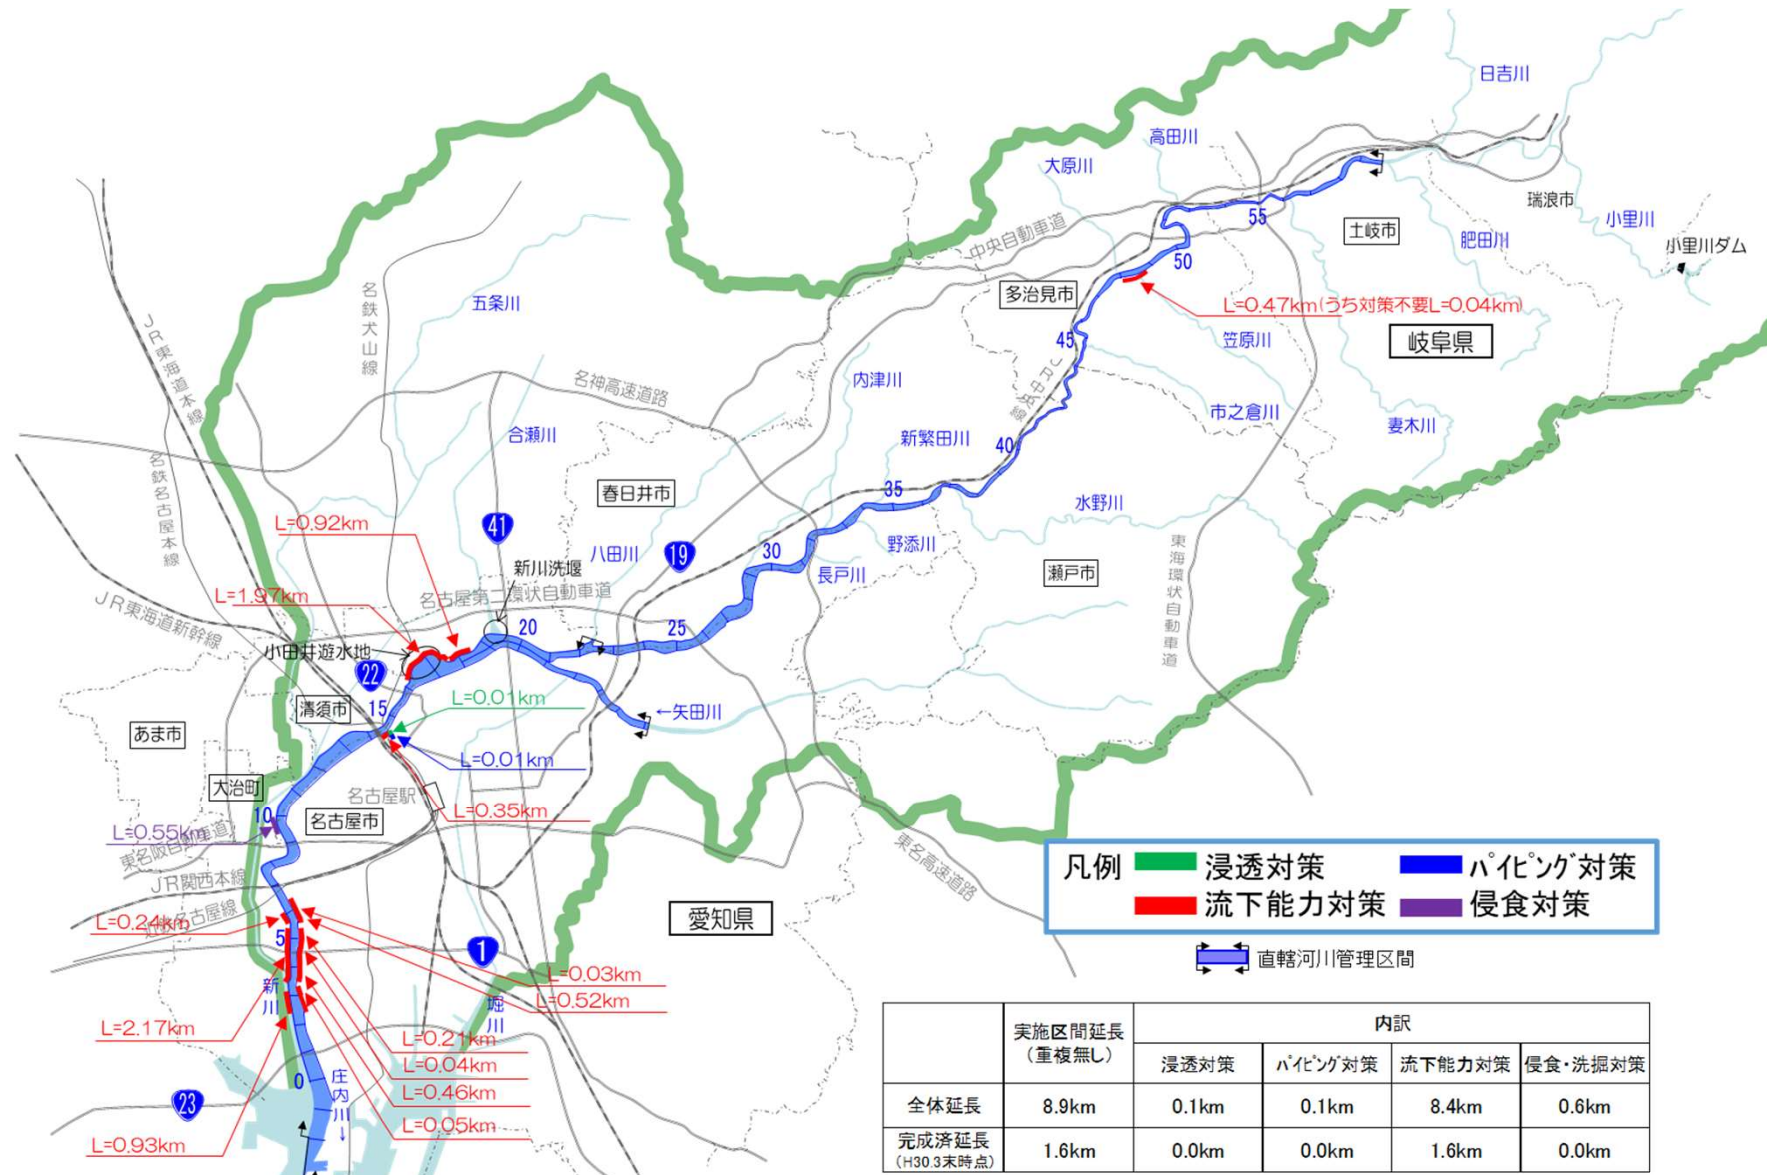 日吉川
高田川
大原川
瑞浪市
小里川
55
土岐市
肥田川
小里川ダム
中央自動車道
50
多治見市
L=0.47km(うち対策不要L=0.04km)
名鉄犬山線
五条川
JR東海道本線
45
笠原川
岐阜県
JR中央線
内津川
名神高速道路
市之倉川
妻木川
合瀬川
新繁田川
40
名鉄名古屋本線
春日井市
35
水野川
L=0.92km
41
八田川
19
30
野添川
東海環状自動車道
新川洗堰
長戸川
瀬戸市
L=1.97km
名古屋第二環状自動車道
JR東海道新幹線
20
25
小田井遊水地
22
L=0.01km
15
清須市
←矢田川
あま市
L=0.01km
大治町
名古屋駅
L=0.35km
10
名古屋市
L=0.55km
東名阪自動車道
東名高速道路
JR関西本線
凡例
浸透対策
パイピング対策
流下能力対策
侵食対策
L=0.24km
近鉄名古屋線
愛知県
5
1
直轄河川管理区間
L=0.03km
新川
堀川
L=0.52km
L=2.17km
L=0.21km
L=0.04km
0
庄内川→
L=0.46km
23
L=0.05km
L=0.93km
実施区間延長
(重複無し)
内訳
浸透対策
パイピング対策
流下能力対策
侵食・洗掘対策
全体延長 8.9km 0.1km 0.1km 8.4km 0.6km
完成済延長
(H30.3末時点)
1.6km 0.0km 0.0km 1.6km 0.0km